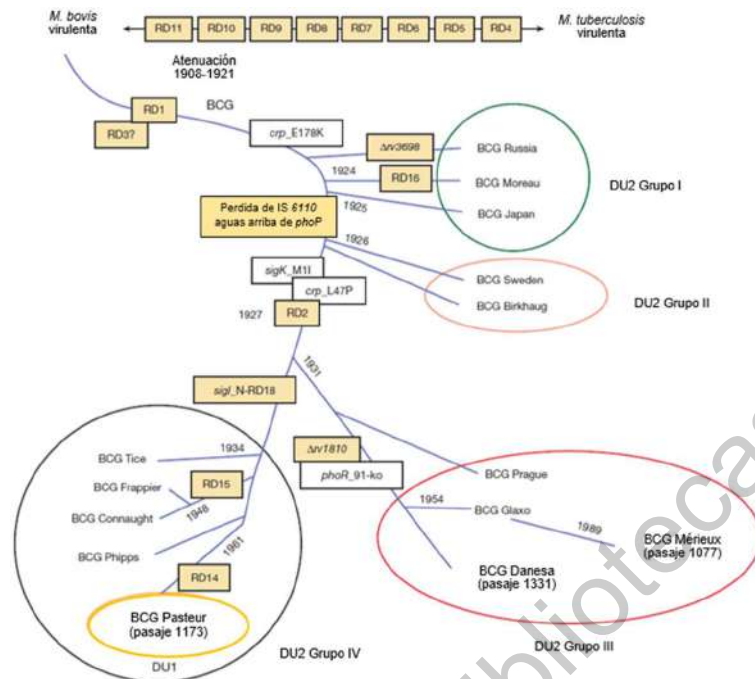 M. bovis
virulenta
RD11 RD10 RD9 RD8 RD7 RD6 RD5 RD4
M. tuberculosis
virulenta
Atenuación
1908-1921
RD1
BCG
RD3?
crp_E178K
Δrv3698
BCG Russia
1924
RD16
BCG Moreau
DU2 Grupo I
1925
BCG Japan
Perdida de IS 6110
aguas arriba de phoP
1926
sigK_M1I
crp_L47P
BCG Sweden
BCG Birkhaug
DU2 Grupo II
1927
RD2
1931
sigI_N-RD18
1934
BCG Tice
Δrv1810
phoR_91-ko
BCG Prague
BCG Frappier
RD15
1948
BCG Connaught
1954
BCG Glaxo
1989
BCG Mérieux
(pasaje 1077)
BCG Phipps
1961
RD14
BCG Danesa
(pasaje 1331)
BCG Pasteur
(pasaje 1173)
DU1
DU2 Grupo IV
DU2 Grupo III
bibliotecas